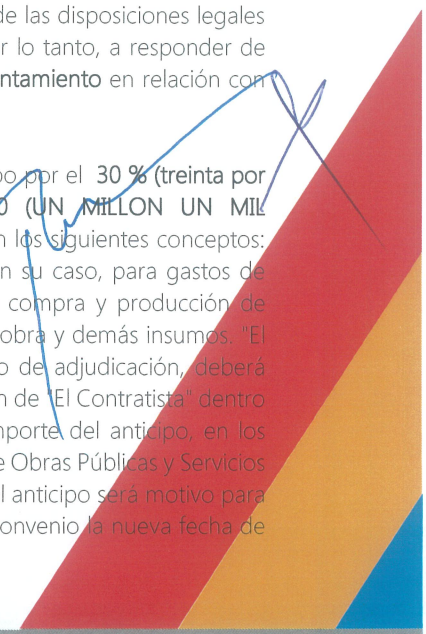 de las disposiciones legales
r lo tanto, a responder de
ntamiento en relación con
po por el 30 % (treinta por
0 (UN MILLON UN MIL
n los siguientes conceptos:
n su caso, para gastos de
compra y producción de
obra y demás insumos. "El
o de adjudicación, deberá
n de "El Contratista" dentro
mporte del anticipo, en los
e Obras Públicas y Servicios
l anticipo será motivo para
onvenio la nueva fecha de